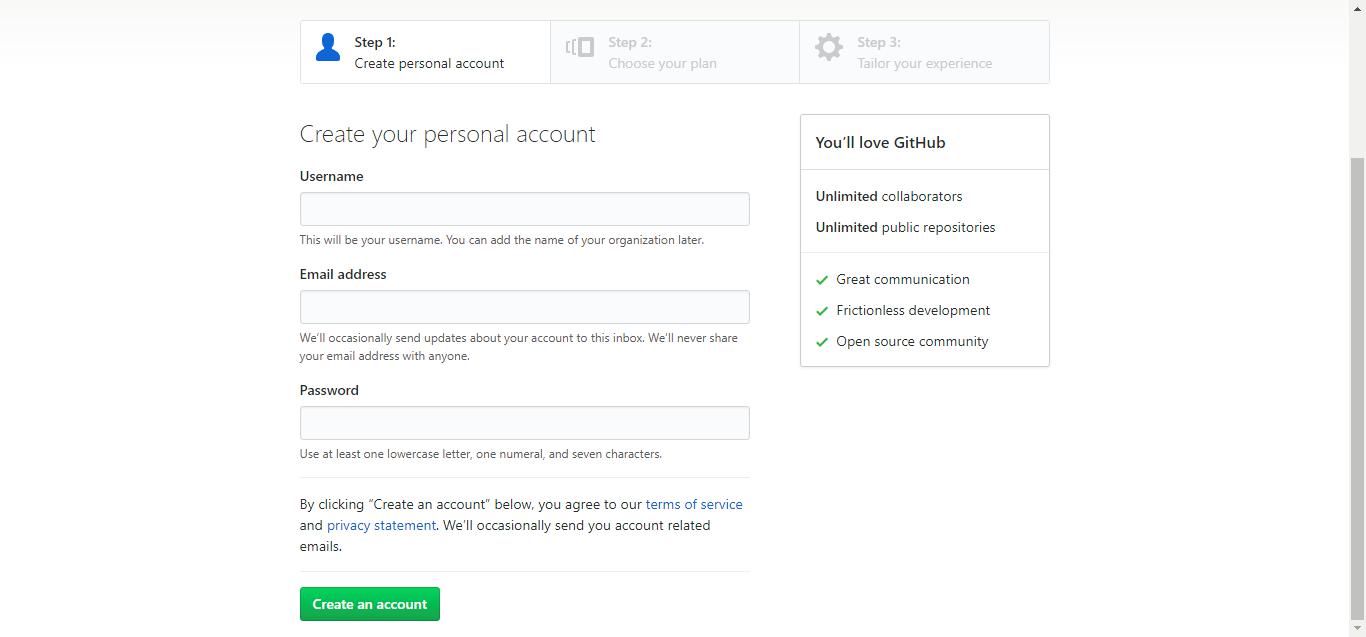 Step 1:
Create personal account
Step 2:
Choose your plan
Step 3:
Tailor your experience
Create your personal account
Username
This will be your username. You can add the name of your organization later.
Email address
We'll occasionally send updates about your account to this inbox. We'll never share
your email address with anyone.
Password
Use at least one lowercase letter, one numeral, and seven characters.
By clicking “Create an account” below, you agree to our terms of service
and privacy statement. We'll occasionally send you account related
emails.
Create an account
You’ll love GitHub
Unlimited collaborators
Unlimited public repositories
Great communication
Frictionless development
Open source community